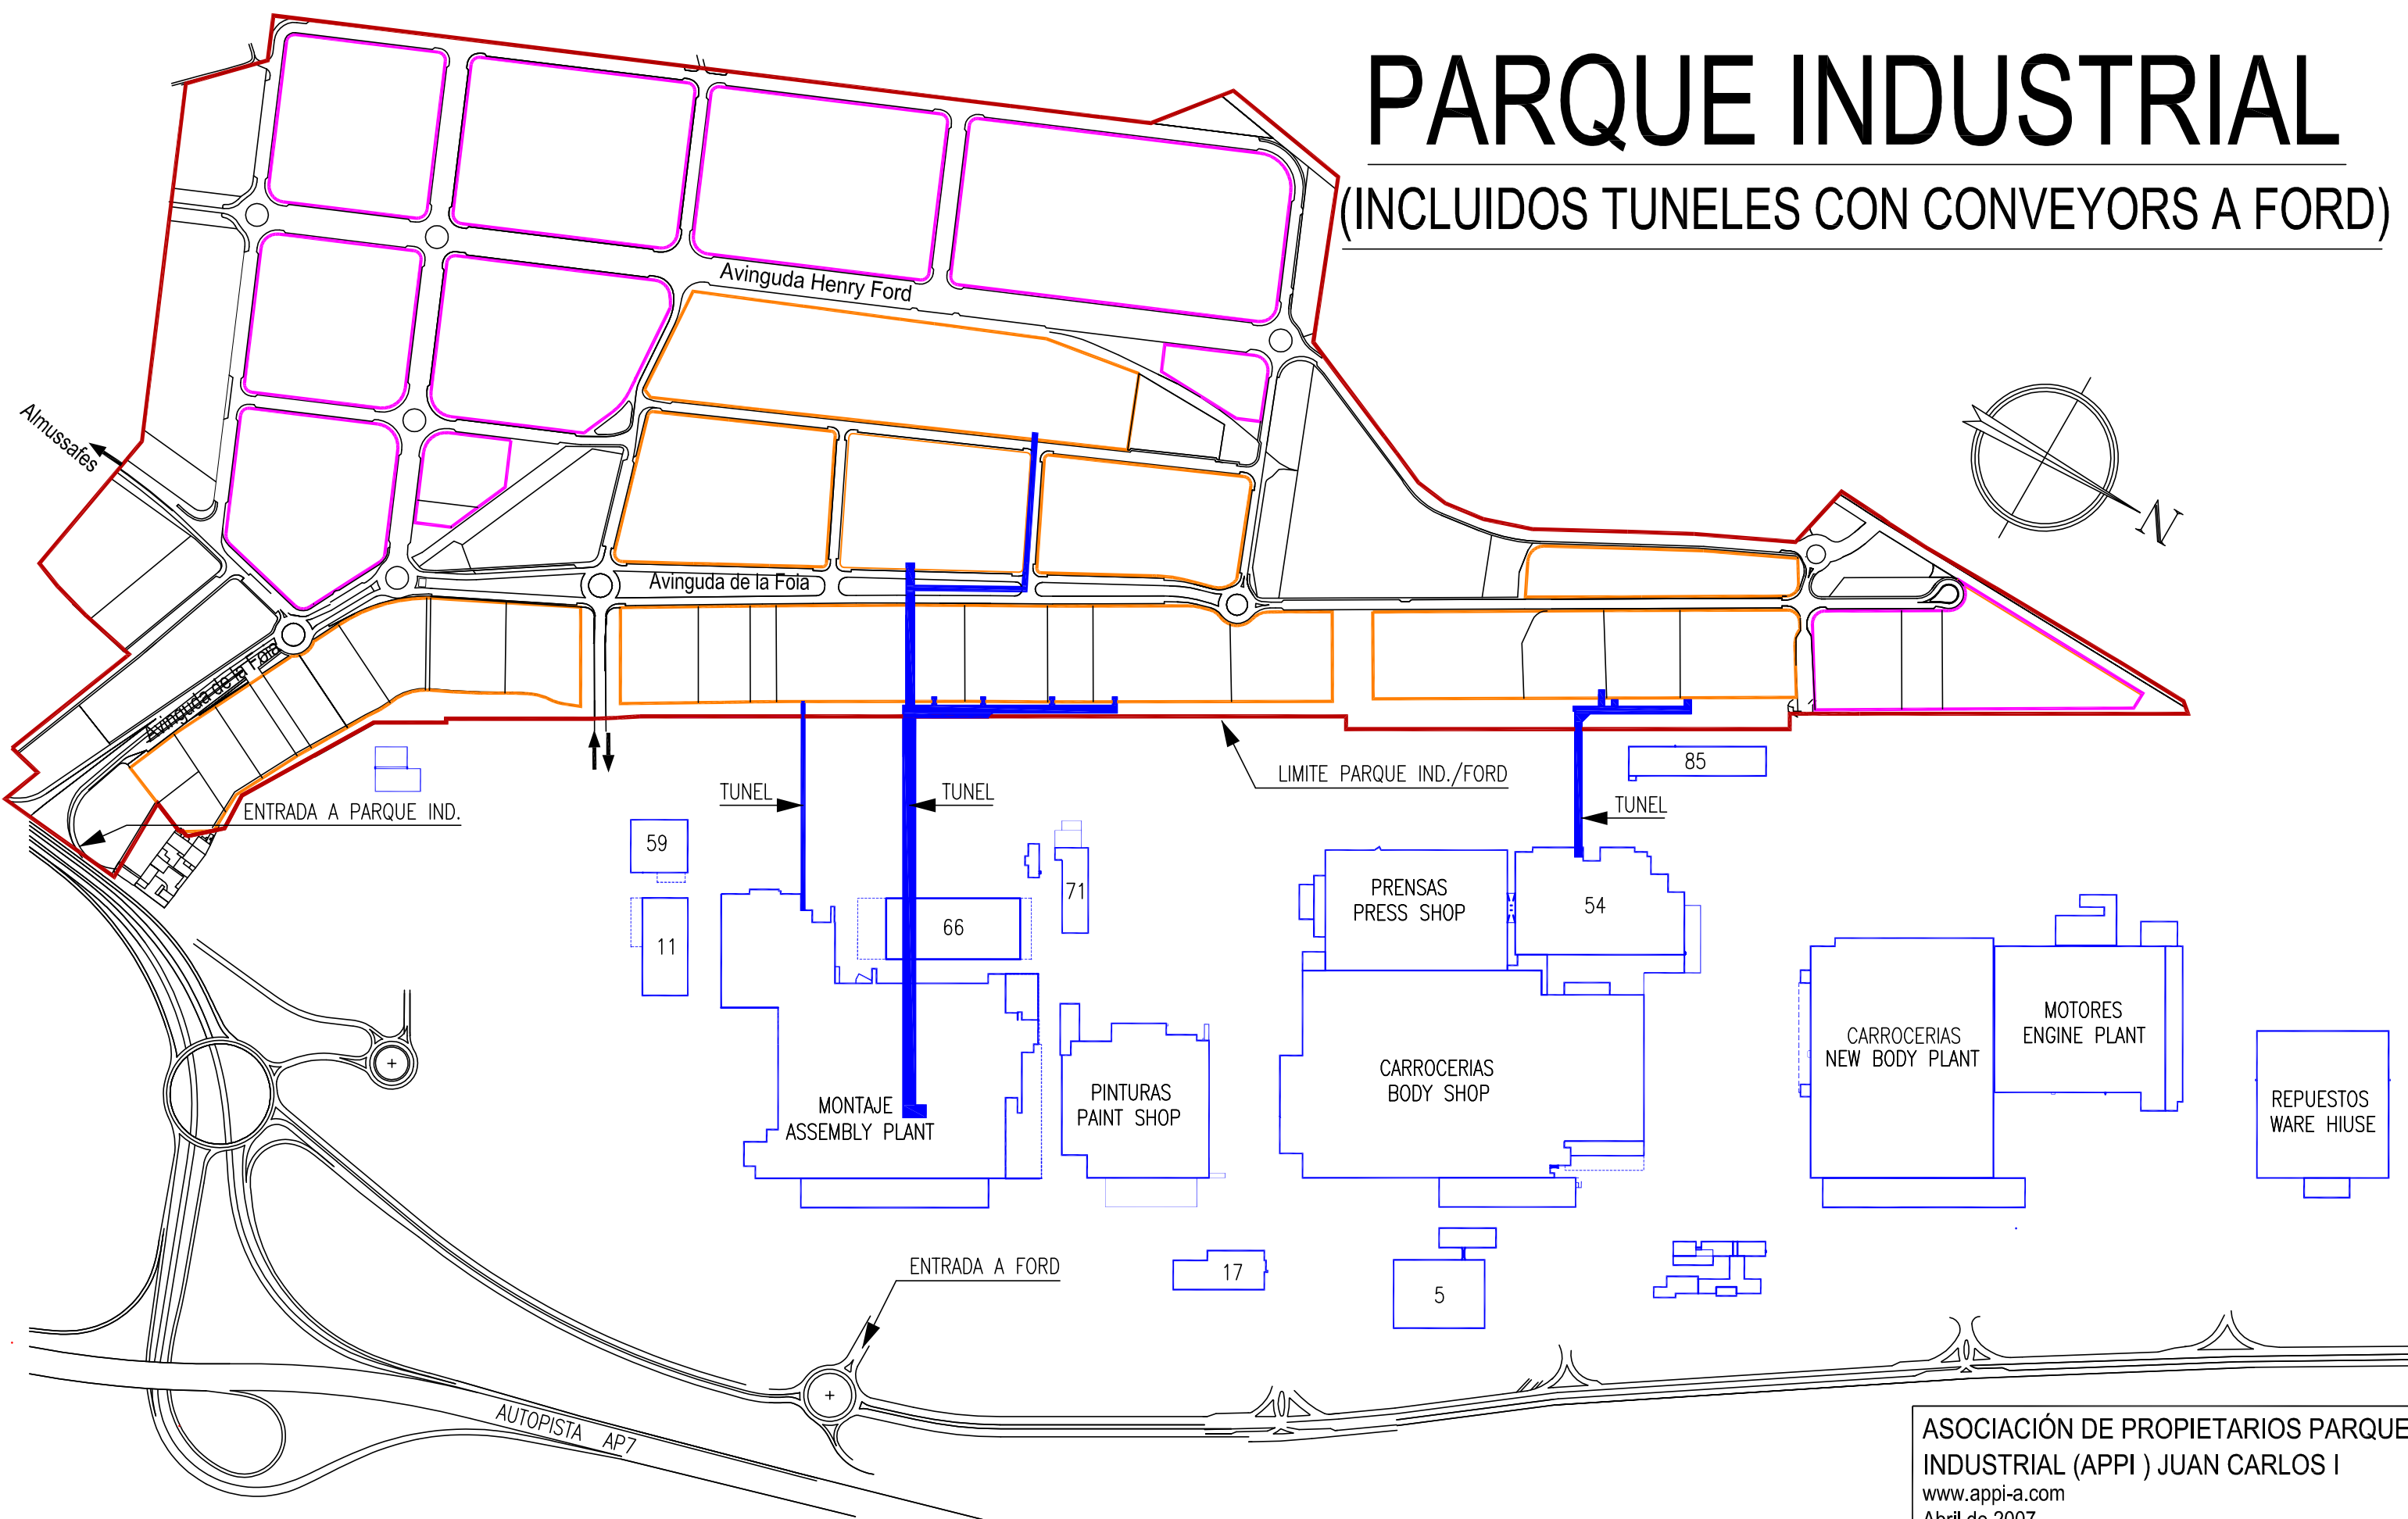 PARQUE INDUSTRIAL
(INCLUIDOS TUNELES CON CONVEYORS A FORD)
Avinguda Henry Ford
Almussafes
N
Avinguda de la Foia
Avinguda de la Foia
ENTRADA A PARQUE IND.
TUNEL
TUNEL
LIMITE PARQUE IND./FORD
TUNEL
85
59
11
66
71
PRENSAS
PRESS SHOP
54
MONTAJE
ASSEMBLY PLANT
PINTURAS
PAINT SHOP
CARROCERIAS
BODY SHOP
CARROCERIAS
NEW BODY PLANT
MOTORES
ENGINE PLANT
REPUESTOS
WARE HIUSE
ENTRADA A FORD
17
5
AUTOPISTA AP7
ASOCIACIÓN DE PROPIETARIOS PARQUE
INDUSTRIAL (APPI ) JUAN CARLOS I
www.appi-a.com
Abril de 2007